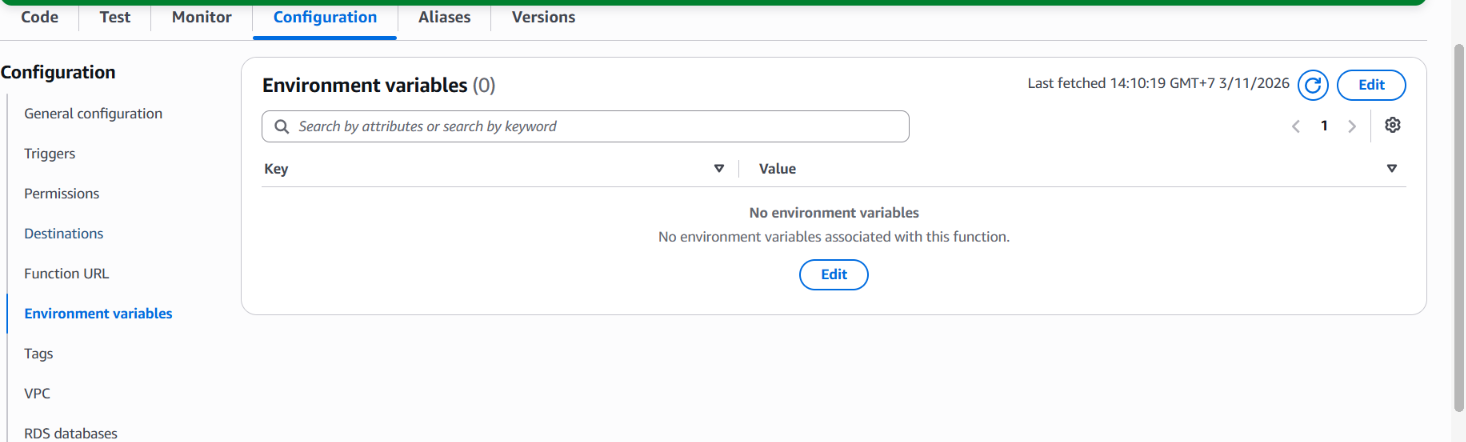 Code Test Monitor Configuration Aliases Versions
Configuration
General configuration
Triggers
Permissions
Destinations
Function URL
Environment variables
Tags
VPC
RDS databases
Environment variables (0)
Last fetched 14:10:19 GMT+7 3/11/2026
Edit
Search by attributes or search by keyword
1
Key Value
No environment variables
No environment variables associated with this function.
Edit